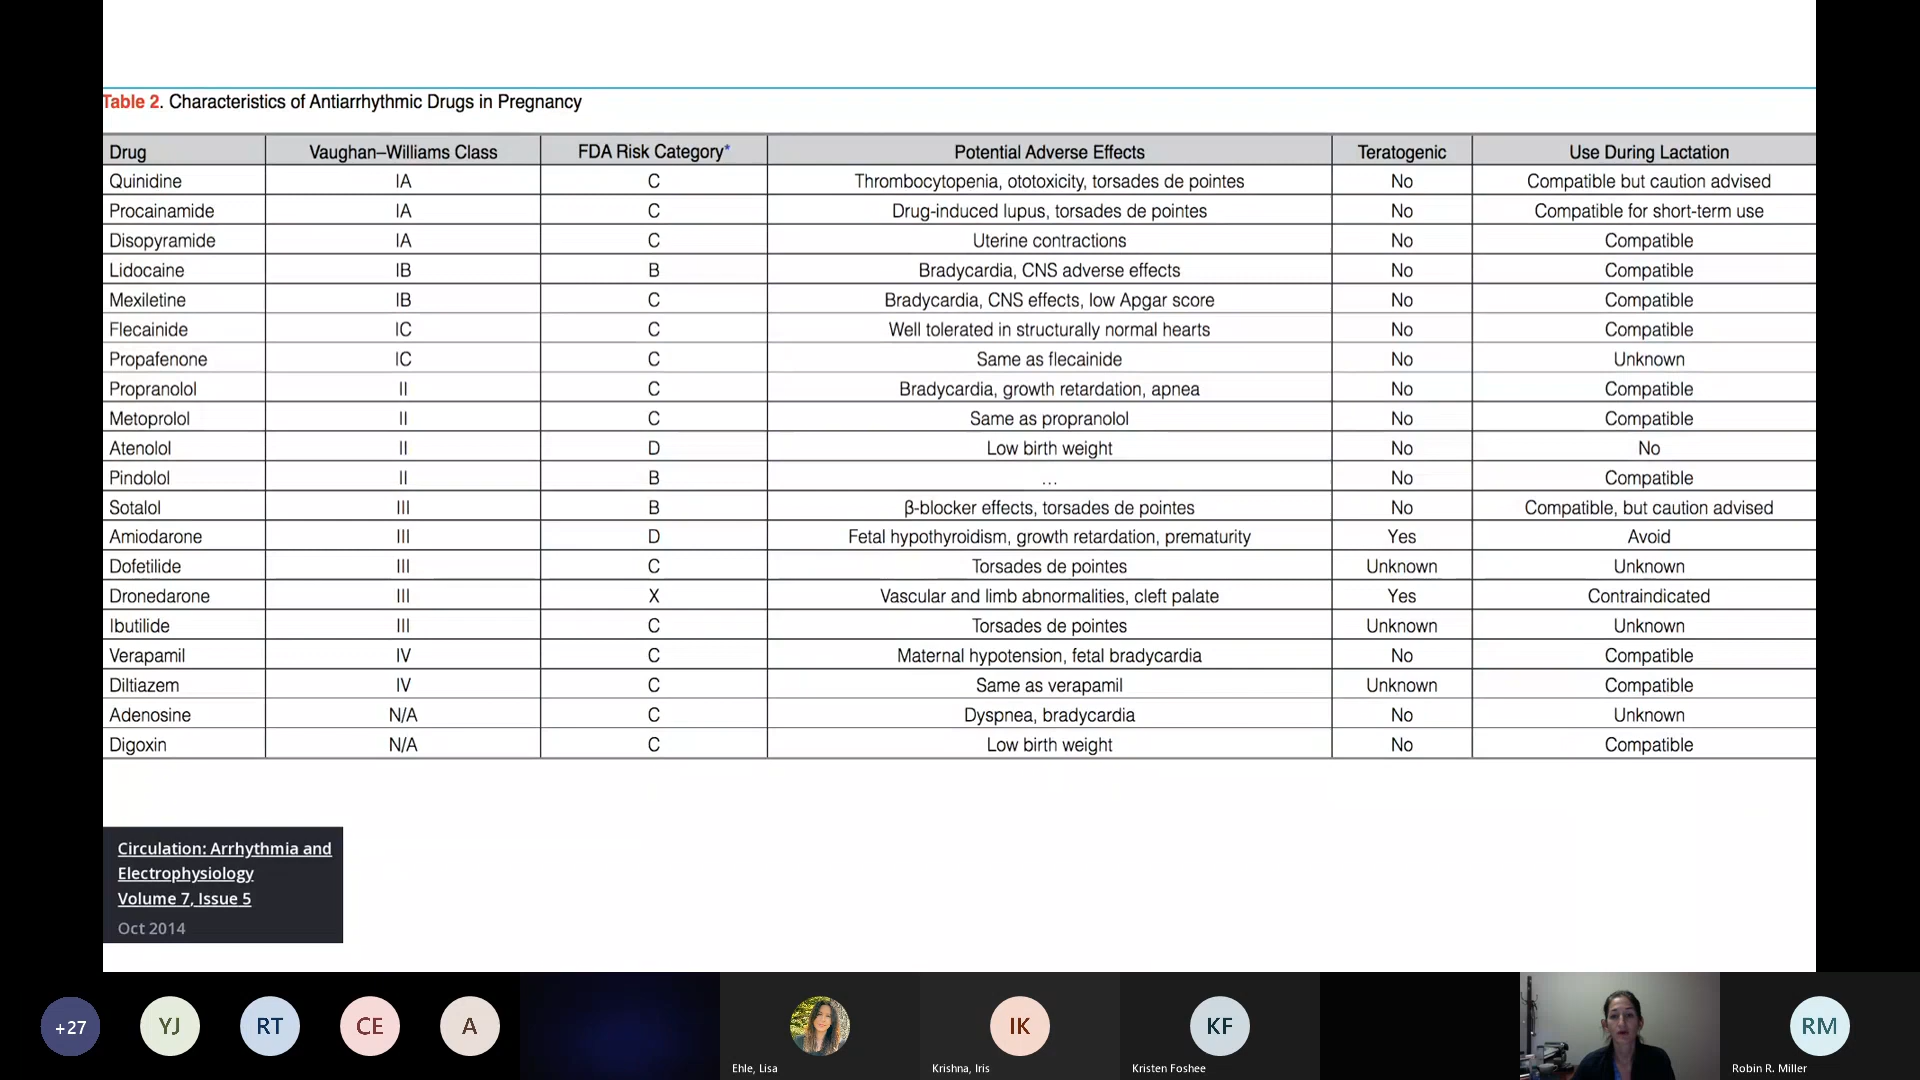 Table 2. Characteristics of Antiarrhythmic Drugs in Pregnancy
Drug Vaughan–Williams Class FDA Risk Category* Potential Adverse Effects Teratogenic Use During Lactation
Quinidine IA C Thrombocytopenia, ototoxicity, torsades de pointes No Compatible but caution advised
Procainamide IA C Drug-induced lupus, torsades de pointes No Compatible for short-term use
Disopyramide IA C Uterine contractions No Compatible
Lidocaine IB B Bradycardia, CNS adverse effects No Compatible
Mexiletine IB C Bradycardia, CNS effects, low Apgar score No Compatible
Flecainide IC C Well tolerated in structurally normal hearts No Compatible
Propafenone IC C Same as flecainide No Unknown
Propranolol II C Bradycardia, growth retardation, apnea No Compatible
Metoprolol II C Same as propranolol No Compatible
Atenolol II D Low birth weight No No
Pindolol II B … No Compatible
Sotalol III B β-blocker effects, torsades de pointes No Compatible, but caution advised
Amiodarone III D Fetal hypothyroidism, growth retardation, prematurity Yes Avoid
Dofetilide III C Torsades de pointes Unknown Unknown
Dronedarone III X Vascular and limb abnormalities, cleft palate Yes Contraindicated
Ibutilide III C Torsades de pointes Unknown Unknown
Verapamil IV C Maternal hypotension, fetal bradycardia No Compatible
Diltiazem IV C Same as verapamil Unknown Compatible
Adenosine N/A C Dyspnea, bradycardia No Unknown
Digoxin N/A C Low birth weight No Compatible
Circulation: Arrhythmia and
Electrophysiology
Volume 7, Issue 5
Oct 2014
+27 YJ RT CE A IK KF RM
Ehle, Lisa Krishna, Iris Kristen Foshee Robin R. Miller